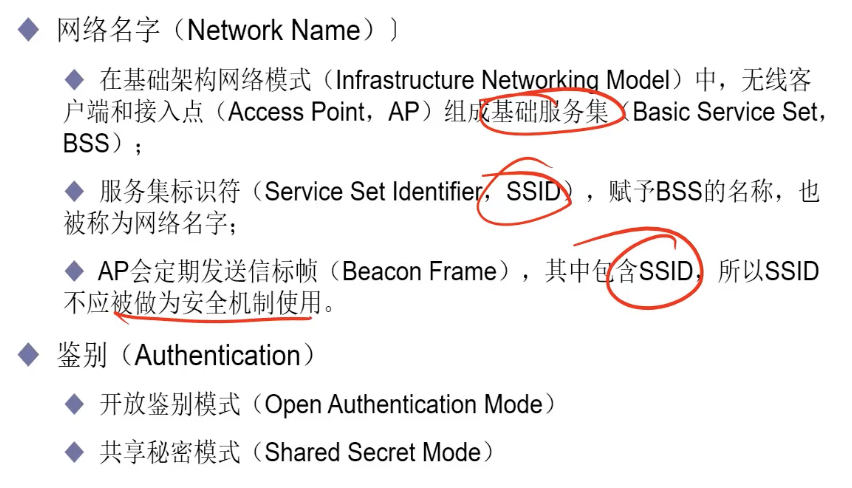 网络名字（Network Name）〕
在基础架构网络模式（Infrastructure Networking Model）中，无线客
户端和接入点（Access Point，AP）组成基础服务集（Basic Service Set，
BSS）；
服务集标识符（Service Set Identifier，SSID），赋予BSS的名称，也
被称为网络名字；
AP会定期发送信标帧（Beacon Frame），其中包含SSID，所以SSID
不应被做为安全机制使用。
鉴别（Authentication）
开放鉴别模式（Open Authentication Mode）
共享秘密模式（Shared Secret Mode）